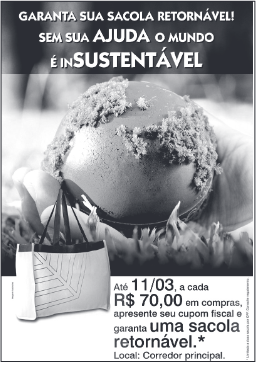 GARANTA SUA SACOLA RETORNÁVEL!
SEM SUA AJUDA O MUNDO
É INSUSTENTÁVEL
Até 11/03, a cada
R$ 70,00 em compras,
apresente seu cupom fiscal e
garanta uma sacola
retornável.*
Local: Corredor principal.